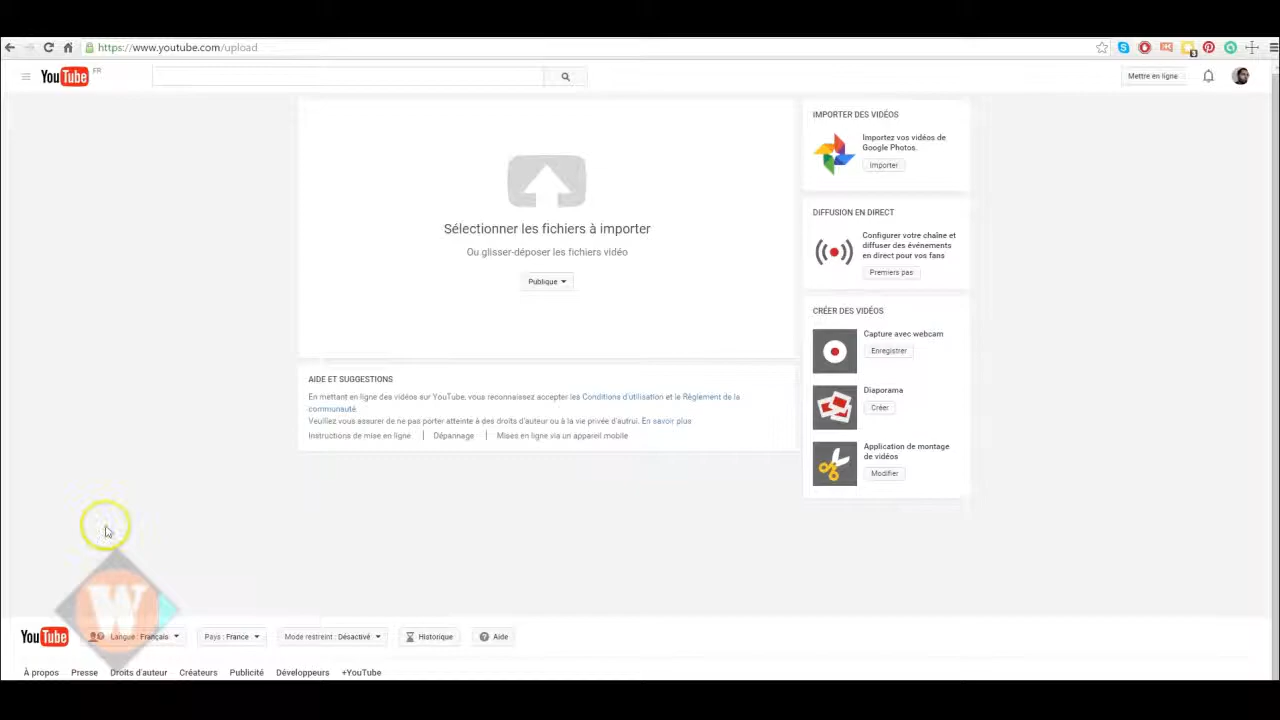 https://www.youtube.com/upload
3
YouTube FR
Mettre en ligne
Sélectionner les fichiers à importer
Ou glisser-déposer les fichiers vidéo
Publique
AIDE ET SUGGESTIONS
En mettant en ligne des vidéos sur YouTube, vous reconnaissez accepter les Conditions d'utilisation et le Règlement de la
communauté.
Veuillez vous assurer de ne pas porter atteinte à des droits d'auteur ou à la vie privée d'autrui. En savoir plus
Instructions de mise en ligne
Dépannage
Mises en ligne via un appareil mobile
IMPORTER DES VIDÉOS
Importez vos vidéos de
Google Photos.
Importer
DIFFUSION EN DIRECT
Configurer votre chaîne et
diffuser des événements
en direct pour vos fans
Premiers pas
CRÉER DES VIDÉOS
Capture avec webcam
Enregistrer
Diaporama
Créer
Application de montage
de vidéos
Modifier
W
YouTube
Langue : Français
Pays : France
Mode restreint : Désactivé
Historique
Aide
À propos
Presse
Droits d'auteur
Créateurs
Publicité
Développeurs
+YouTube